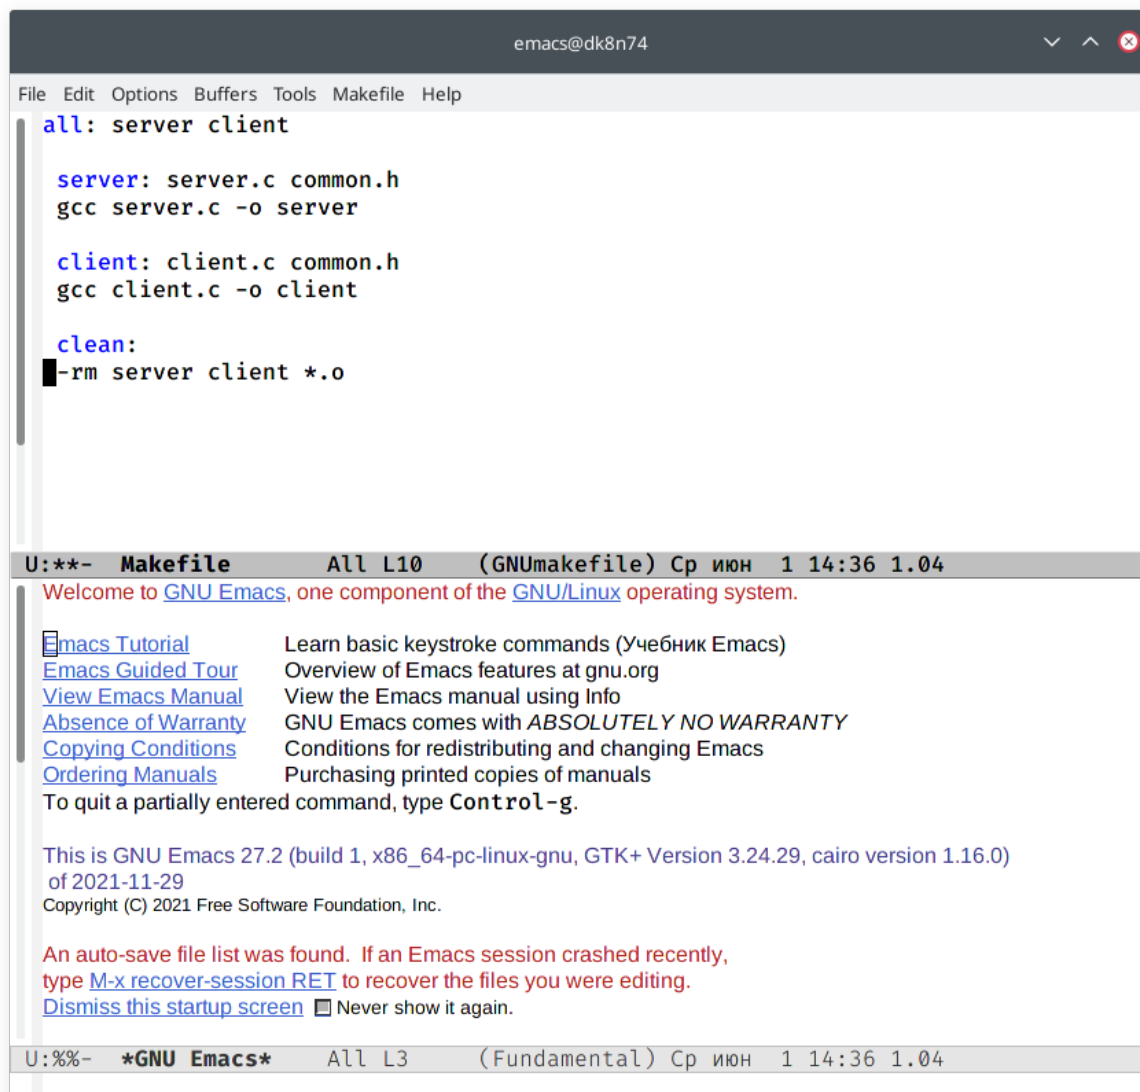 emacs@dk8n74
File Edit Options Buffers Tools Makefile Help
all: server client
server: server.c common.h
gcc server.c -o server
client: client.c common.h
gcc client.c -o client
clean:
-rm server client *.o
U:**-  Makefile       All L10    (GNUmakefile) Ср июн  1 14:36 1.04
Welcome to GNU Emacs, one component of the GNU/Linux operating system.
Emacs Tutorial Learn basic keystroke commands (Учебник Emacs)
Emacs Guided Tour Overview of Emacs features at gnu.org
View Emacs Manual View the Emacs manual using Info
Absence of Warranty GNU Emacs comes with ABSOLUTELY NO WARRANTY
Copying Conditions Conditions for redistributing and changing Emacs
Ordering Manuals Purchasing printed copies of manuals
To quit a partially entered command, type Control-g.
This is GNU Emacs 27.2 (build 1, x86_64-pc-linux-gnu, GTK+ Version 3.24.29, cairo version 1.16.0)
of 2021-11-29
Copyright (C) 2021 Free Software Foundation, Inc.
An auto-save file list was found.  If an Emacs session crashed recently,
type M-x recover-session RET to recover the files you were editing.
Dismiss this startup screen Never show it again.
U:%%-  *GNU Emacs*    All L3     (Fundamental) Ср июн  1 14:36 1.04